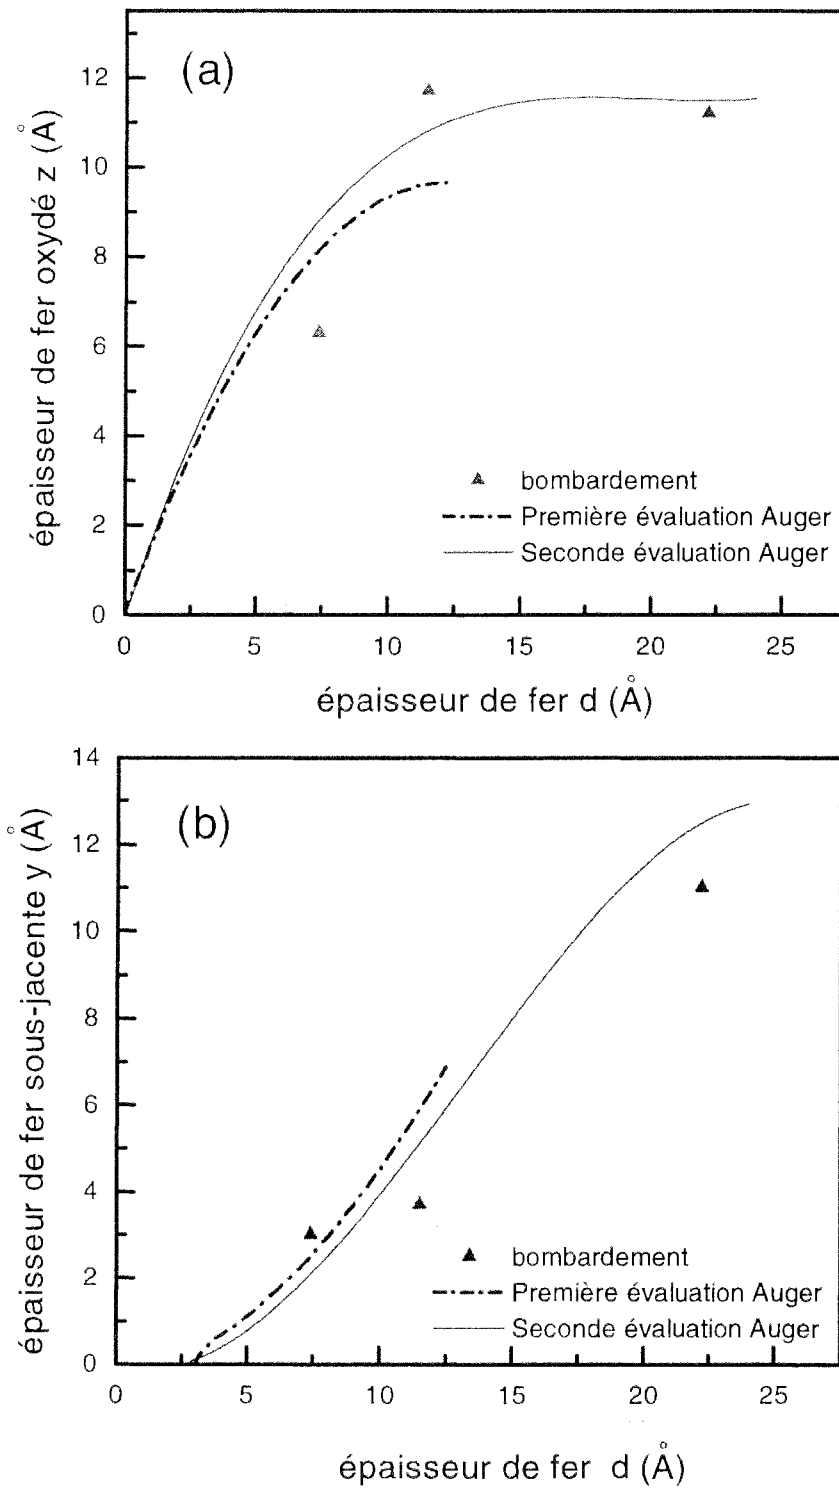 (a)
épaisseur de fer oxydé z (Å)
12
10
8
6
4
2
0
0 5 10 15 20 25
bombardement
Première évaluation Auger
Seconde évaluation Auger
épaisseur de fer d (Å)
(b)
épaisseur de fer sous-jacente y (Å)
14
12
10
8
6
4
2
0
0 5 10 15 20 25
bombardement
Première évaluation Auger
Seconde évaluation Auger
épaisseur de fer d (Å)